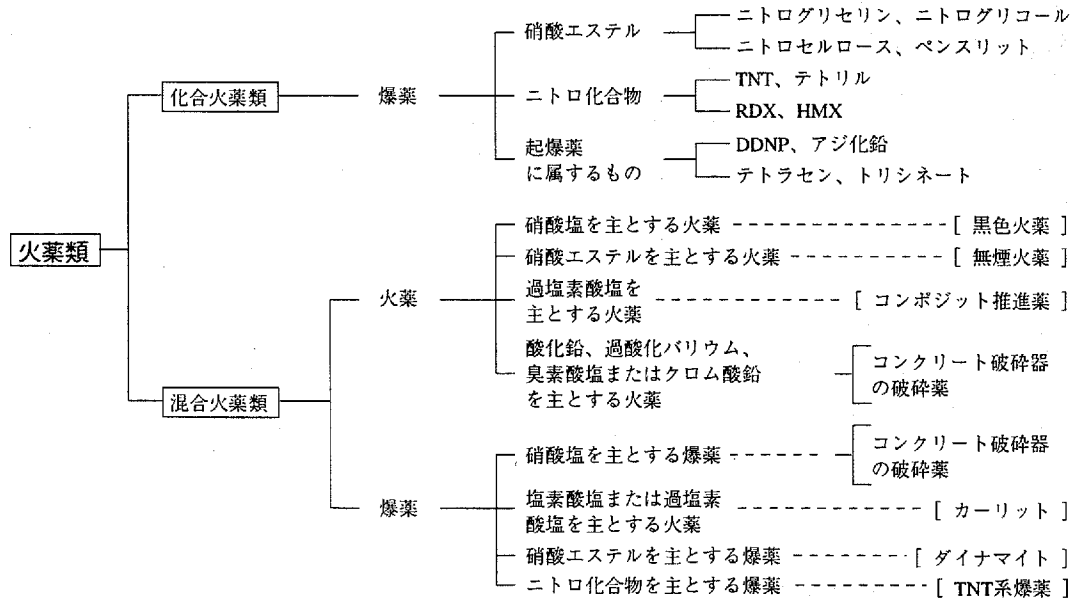 火薬類
化合火薬類
爆薬
硝酸エステル
ニトログリセリン、ニトログリコール
ニトロセルロース、ペンスリット
ニトロ化合物
TNT、テトリル
RDX、HMX
起爆薬
に属するもの
DDNP、アジ化鉛
テトラセン、トリシネート
混合火薬類
火薬
硝酸塩を主とする火薬
[ 黒色火薬 ]
硝酸エステルを主とする火薬
[ 無煙火薬 ]
過塩素酸塩を
主とする火薬
[ コンポジット推進薬 ]
酸化鉛、過酸化バリウム、
臭素酸塩またはクロム酸鉛
を主とする火薬
コンクリート破砕器
の破砕薬
爆薬
硝酸塩を主とする爆薬
コンクリート破砕器
の破砕薬
塩素酸塩または過塩素
酸塩を主とする火薬
[ カーリット ]
硝酸エステルを主とする爆薬
[ ダイナマイト ]
ニトロ化合物を主とする爆薬
[ TNT系爆薬 ]